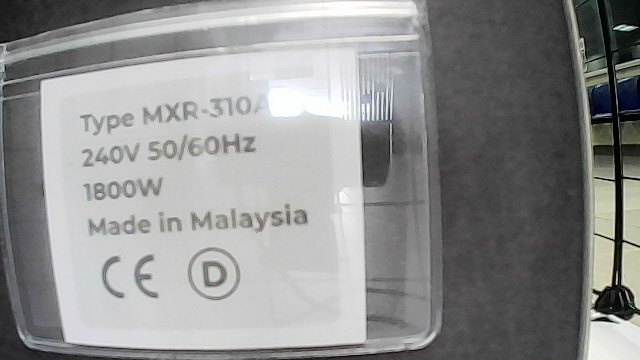 Type MXR-310A
240V 50/60Hz
1800W
Made in Malaysia
CE D